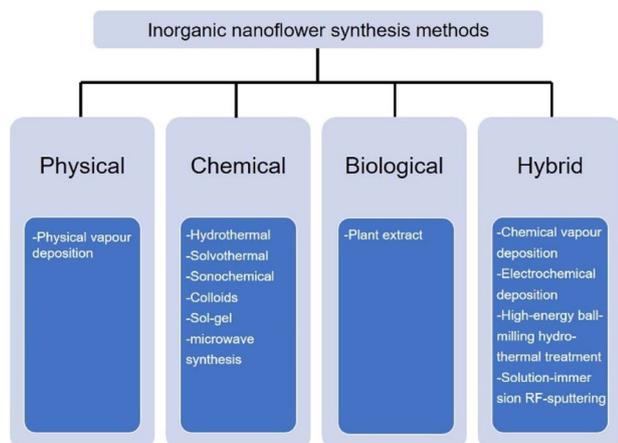 Inorganic nanoflower synthesis methods
Physical
-Physical vapour
deposition
Chemical
-Hydrothermal
-Solvothermal
-Sonochemical
-Colloids
-Sol-gel
-microwave
synthesis
Biological
-Plant extract
Hybrid
-Chemical vapour
deposition
-Electrochemical
deposition
-High-energy ball-
milling hydro-
thermal treatment
-Solution-immer
sion RF-sputtering